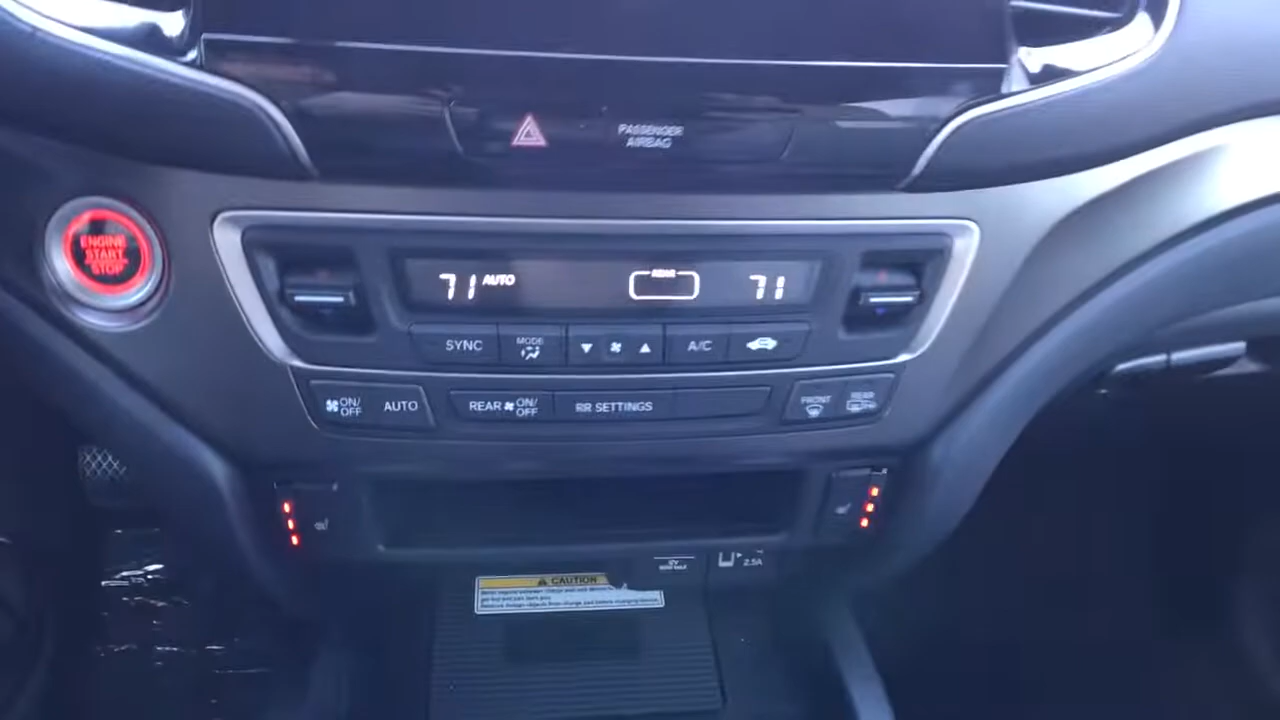 PASSENGER
AIRBAG
ENGINE
START
STOP
71 AUTO
REAR
71
SYNC
MODE
A/C
ON/
OFF
AUTO
REAR ON/
OFF
RR SETTINGS
FRONT
REAR
CAUTION
2.5A